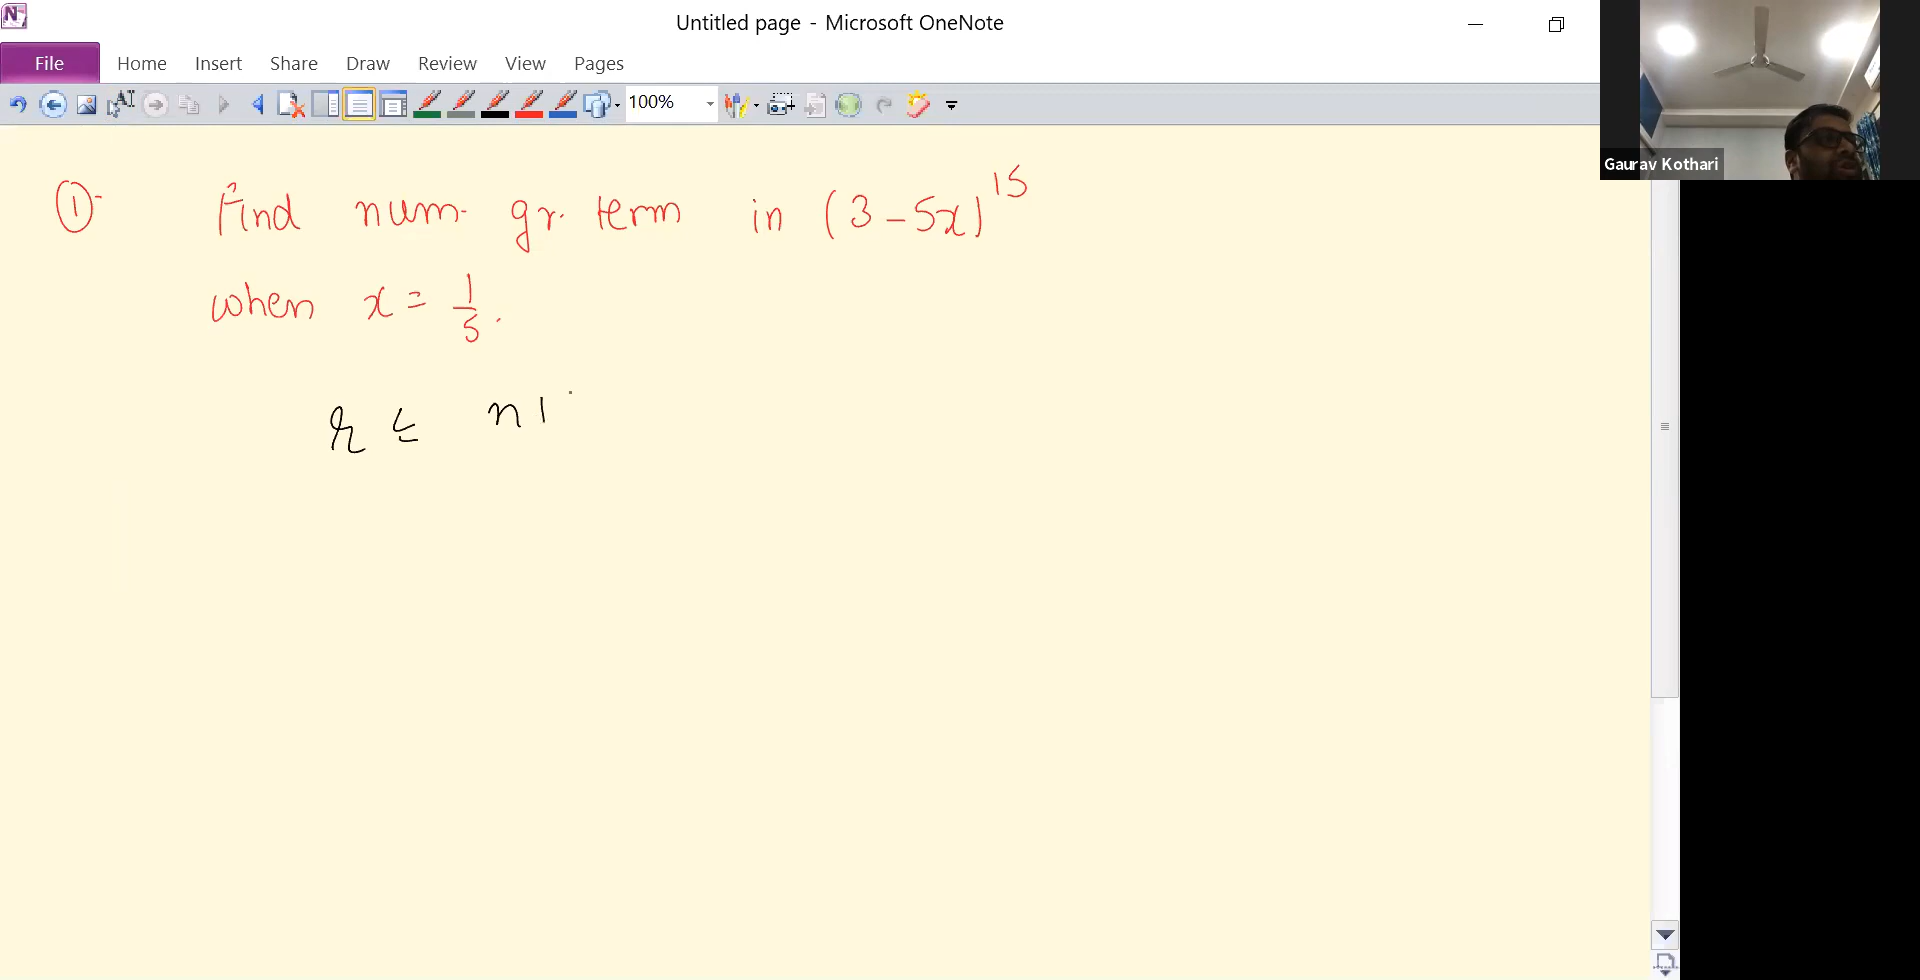 Untitled page - Microsoft OneNote
File Home Insert Share Draw Review View Pages
100%
Gaurav Kothari
① Find num. gr. term in (3-5x)^15
when x = 1/5.
r ≤ n+